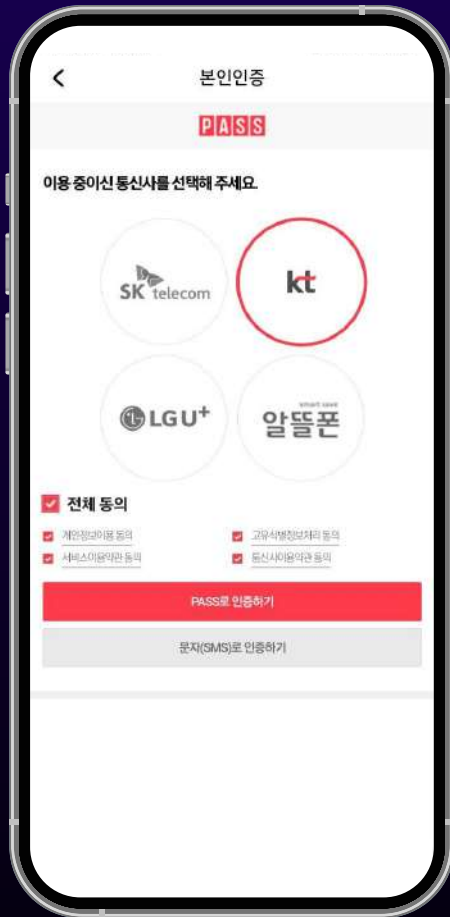 본인인증
PASS
이용 중이신 통신사를 선택해 주세요.
SK telecom
kt
LG U+
smart save
알뜰폰
전체 동의
개인정보이용 동의
고유식별정보처리 동의
서비스이용약관 동의
통신사이용약관 동의
PASS로 인증하기
문자(SMS)로 인증하기